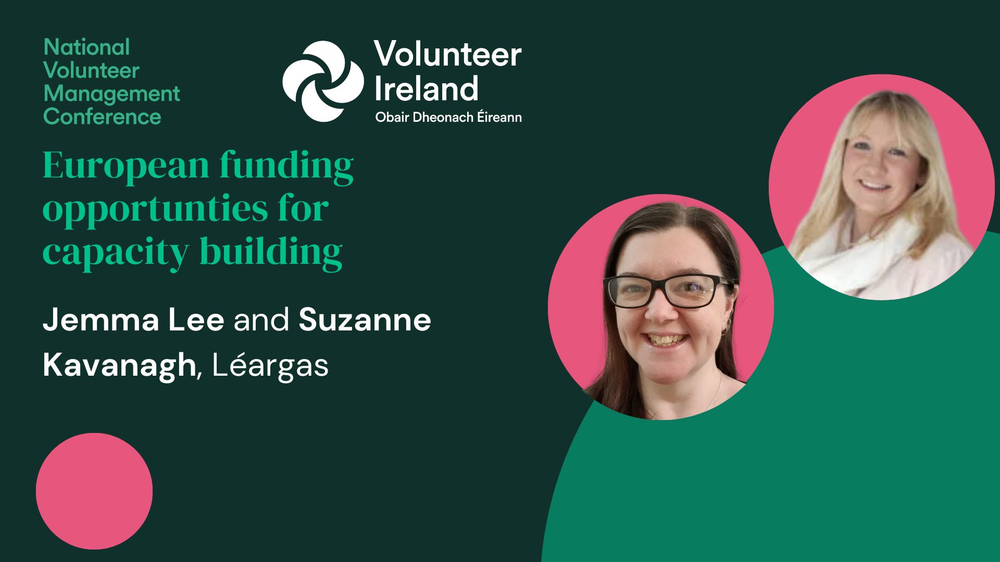 National
Volunteer
Management
Conference
Volunteer
Ireland
Obair Dheonach Éireann
European funding
opportunties for
capacity building
Jemma Lee and Suzanne
Kavanagh, Léargas